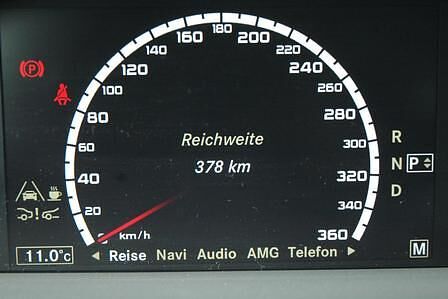 160 180 200
140 220
120 240
100 260
80 280
60 300
40 320
20 340
0 360
km/h
P
Reichweite
378 km
R
N P
D
11.0°C
Reise Navi Audio AMG Telefon
M